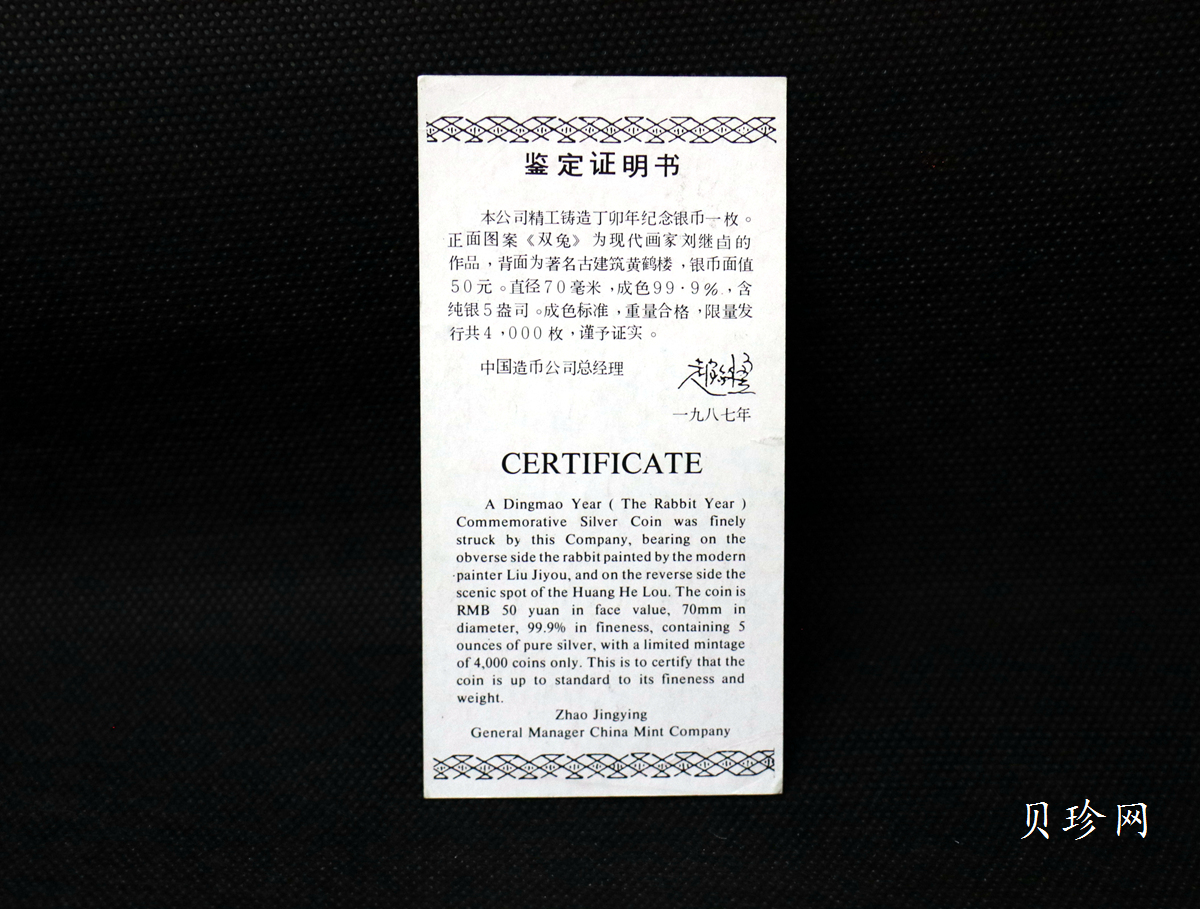 鉴定证明书
本公司精工铸造丁卯年纪念银币一枚。
正面图案《双兔》为现代画家刘继卣的
作品，背面为著名古建筑黄鹤楼，银币面值
50元。直径70毫米，成色99·9%，含
纯银5盎司。成色标准，重量合格，限量发
行共4,000枚，谨予证实。
中国造币公司总经理
一九八七年
CERTIFICATE
A Dingmao Year ( The Rabbit Year )
Commemorative Silver Coin was finely
struck by this Company, bearing on the
obverse side the rabbit painted by the modern
painter Liu Jiyou, and on the reverse side the
scenic spot of the Huang He Lou. The coin is
RMB 50 yuan in face value, 70mm in
diameter, 99.9% in fineness, containing 5
ounces of pure silver, with a limited mintage
of 4,000 coins only. This is to certify that the
coin is up to standard to its fineness and
weight.
Zhao Jingying
General Manager China Mint Company
贝珍网